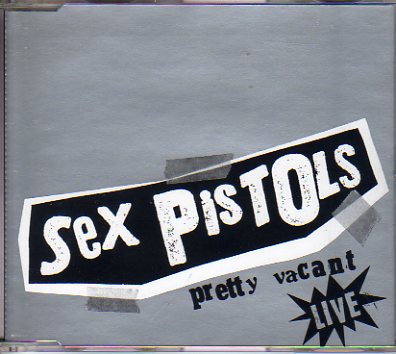 Sex PisTOLS
pretty vacant
LIVE